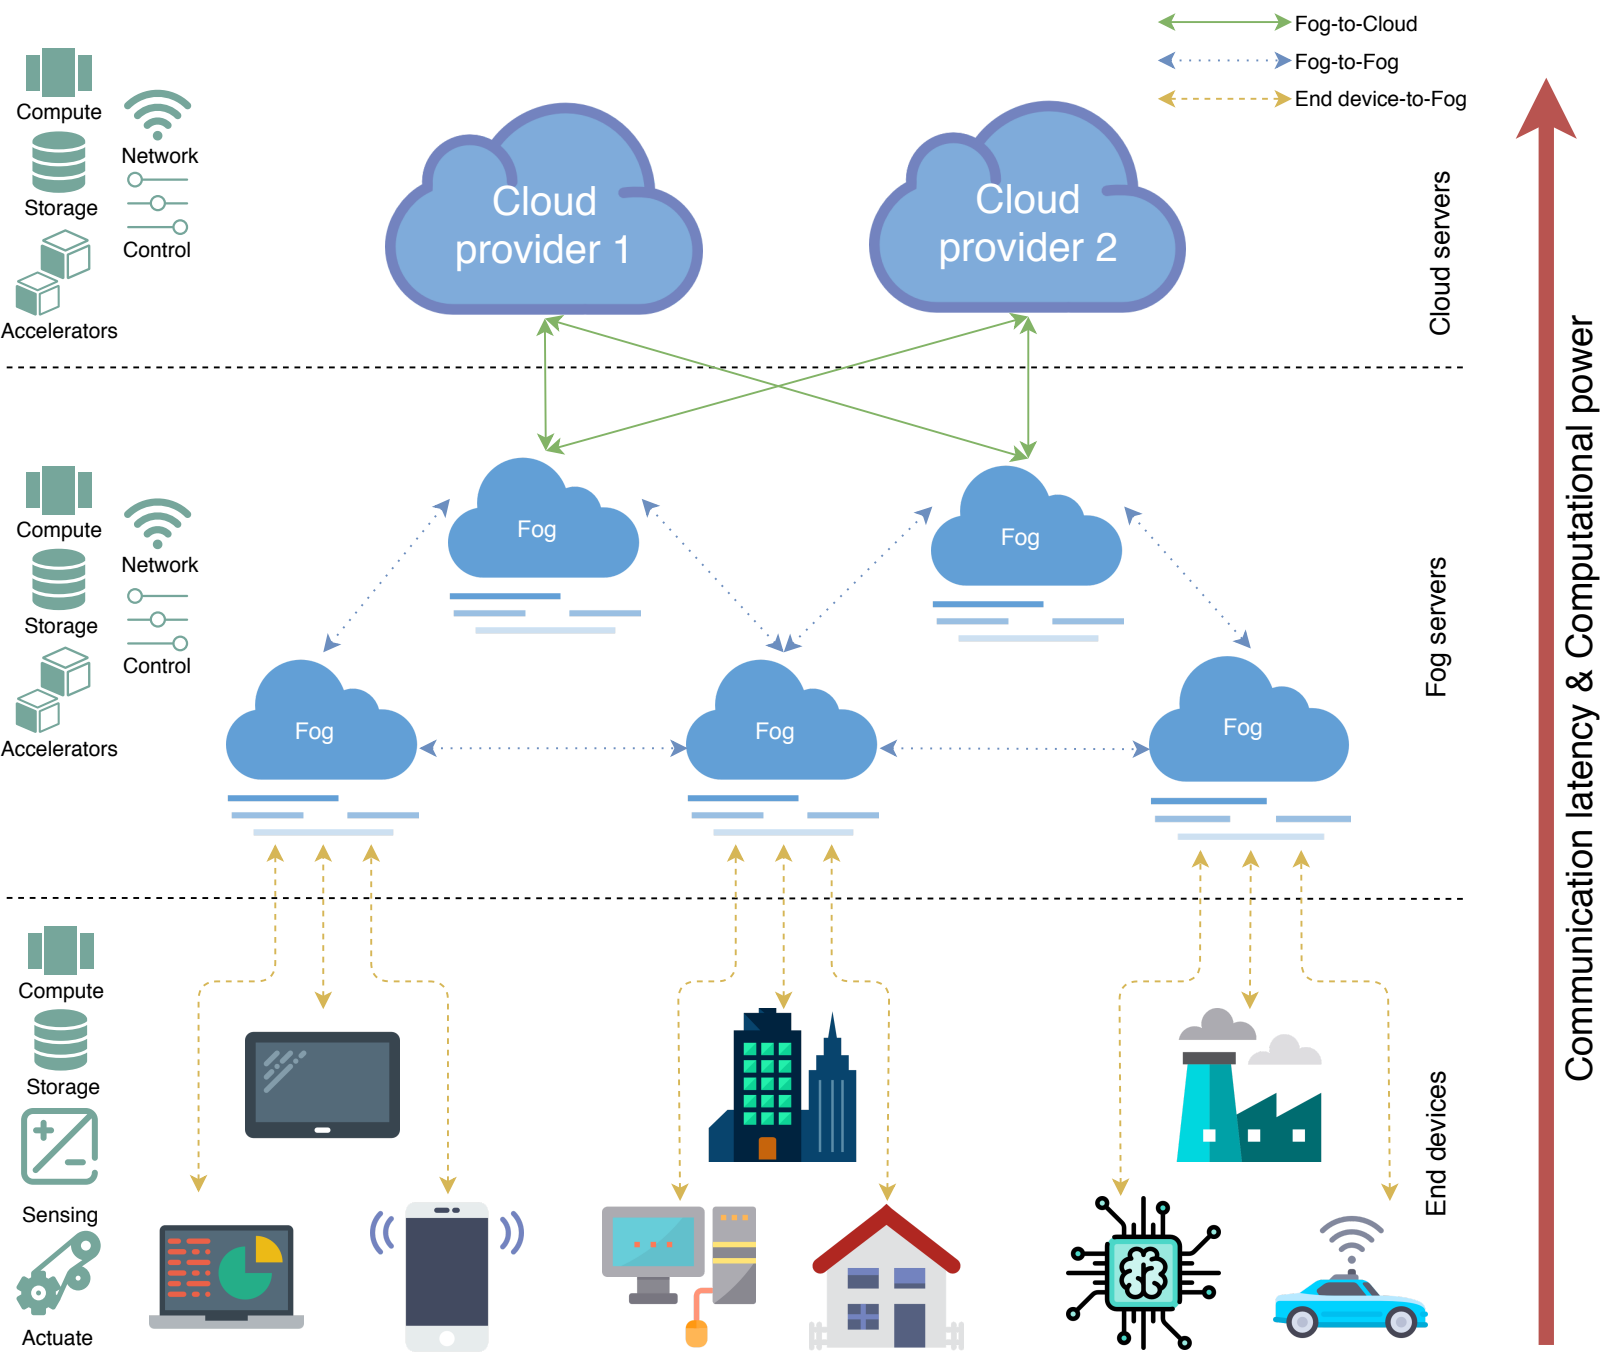 Fog-to-Cloud
Fog-to-Fog
End device-to-Fog
Compute
Network
Storage
Control
Accelerators
Cloud
provider 1
Cloud
provider 2
Cloud servers
Communication latency & Computational power
Compute
Network
Storage
Control
Accelerators
Fog
Fog
Fog
Fog
Fog
Fog servers
Compute
Storage
Sensing
Actuate
End devices